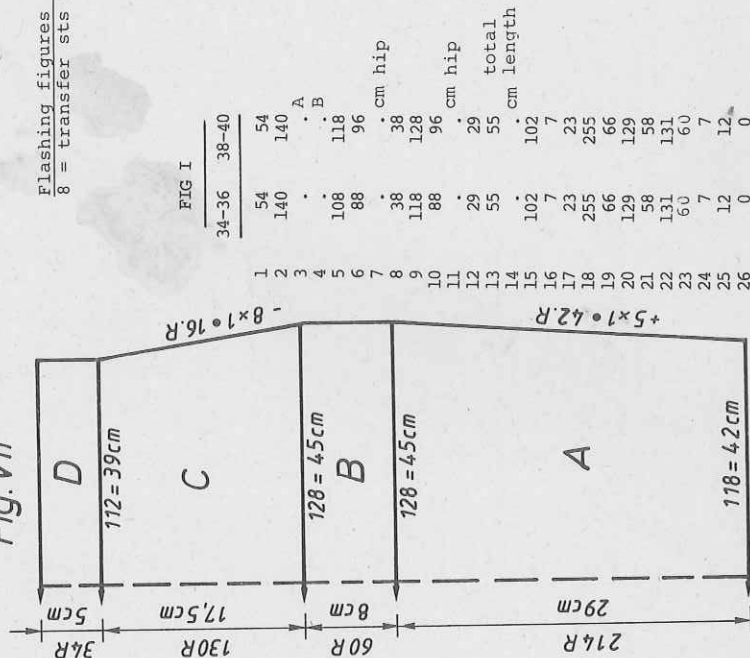 Fig. VII
D
5cm
34R
112=39cm
C
17,5cm
130R
- 8x1•16.R
128=45cm
B
8cm
60R
128=45cm
A
29cm
214R
+5x1•42.R
118=42cm
Flashing figures
8 = transfer sts
FIG I
34-36 38-40
1 54 54
2 140 140
3 . . A
4 . . B
5 108 118
6 88 96
7 . . cm hip
8 38 38
9 118 128
10 88 96
11 . . cm hip
12 29 29
13 55 55 total
14 . . cm length
15 102 102
16 7 7
17 23 23
18 255 255
19 66 66
20 129 129
21 58 58
22 131 131
23 60 60
24 7 7
25 12 12
26 0 0